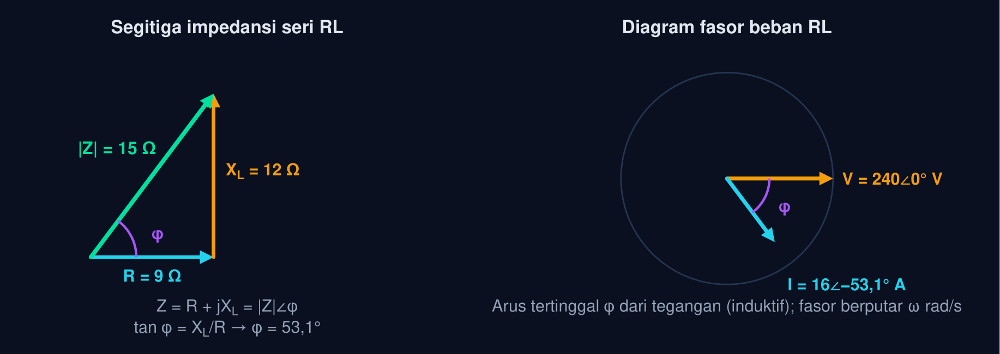 Segitiga impedansi seri RL
|Z| = 15 Ω
X_L = 12 Ω
φ
R = 9 Ω
Z = R + jX_L = |Z|∠φ
tan φ = X_L/R → φ = 53,1°
Diagram fasor beban RL
V = 240∠0° V
φ
I = 16∠−53,1° A
Arus tertinggal φ dari tegangan (induktif); fasor berputar ω rad/s